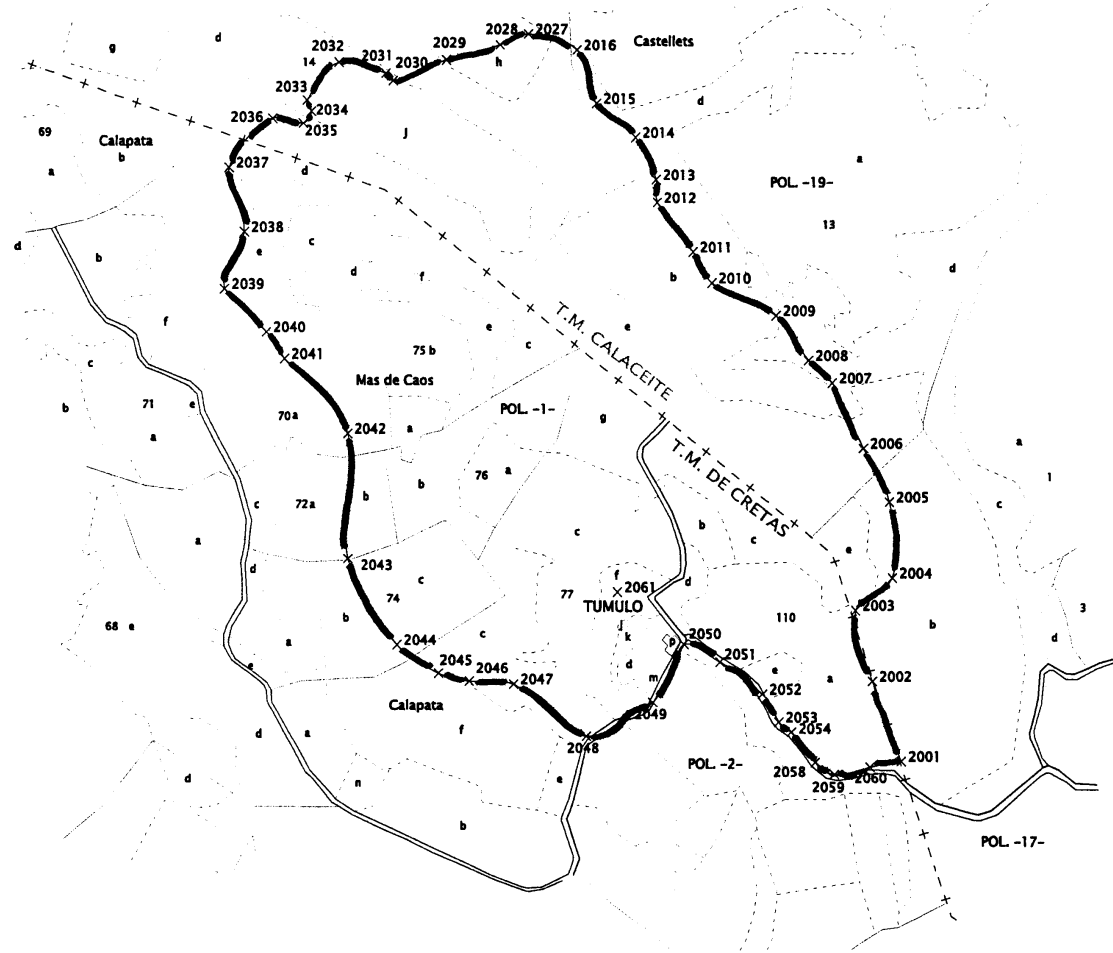 g
d
2032
14
2031
2030
2029
2028
h
2027
2016
Castellets
2033
2034
2035
2036
J
2015
d
2014
69
Calapata
b
a
2037
d
2013
2012
a
POL. -19-
13
d
b
2038
e
c
2011
d
f
b
2010
d
2039
2009
f
2040
e
e
T.M. CALACEITE
c
2041
75 b
2008
2007
c
Mas de Caos
b
71
e
70 a
POL. -1-
g
a
2042
a
T.M. DE CRETAS
2006
a
76
a
1
b
b
2005
c
72 a
c
a
c
b
c
e
2043
d
c
f
2061
d
2004
74
77
TUMULO
J
2003
3
68 e
b
110
b
a
c
k
p
2050
d
2044
d
2051
e
2045
2046
e
m
a
2002
2047
2052
Calapata
2049
d
a
f
2048
2053
2054
2001
d
n
e
POL. -2-
2058
2059
2060
b
POL. -17-